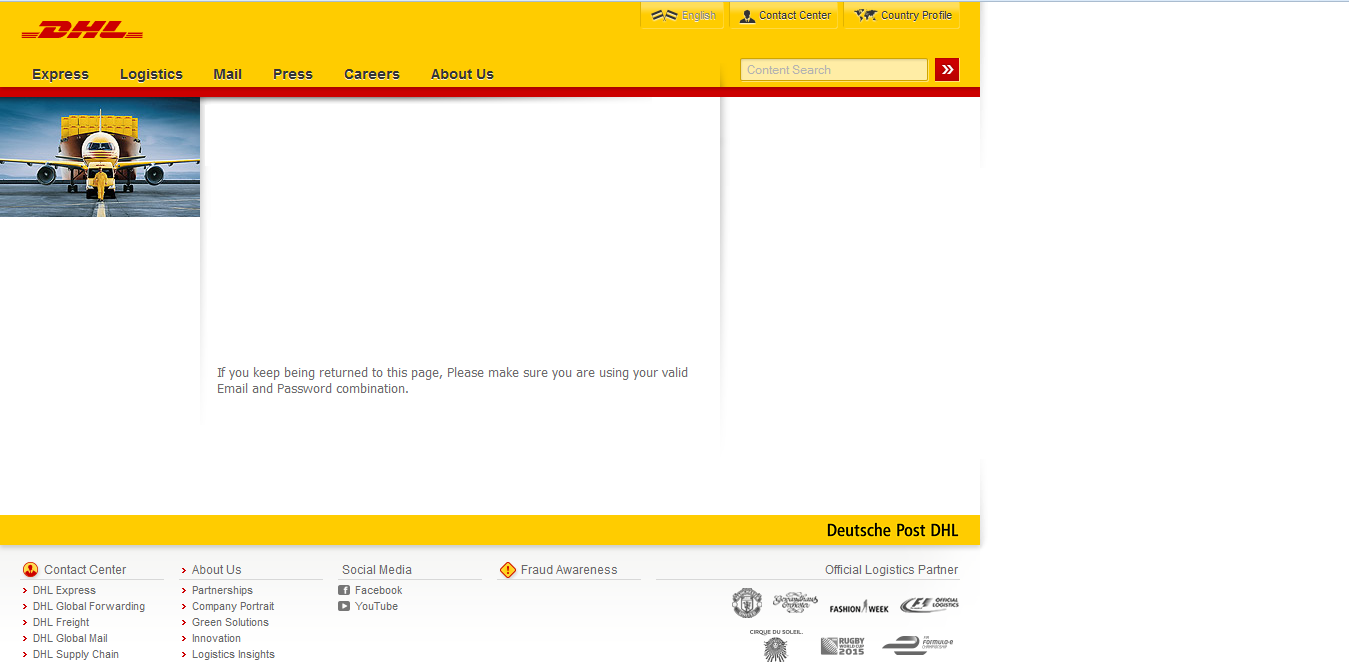 DHL
English
Contact Center
Country Profile
Express
Logistics
Mail
Press
Careers
About Us
Content Search
If you keep being returned to this page, Please make sure you are using your valid
Email and Password combination.
Deutsche Post DHL
Contact Center
DHL Express
DHL Global Forwarding
DHL Freight
DHL Global Mail
DHL Supply Chain
About Us
Partnerships
Company Portrait
Green Solutions
Innovation
Logistics Insights
Social Media
Facebook
YouTube
Fraud Awareness
Official Logistics Partner
FASHION WEEK
OFFICIAL
LOGISTICS
CIRQUE DU SOLEIL.
RUGBY
WORLD CUP
2015
FIA
FORMULA-E
CHAMPIONSHIP